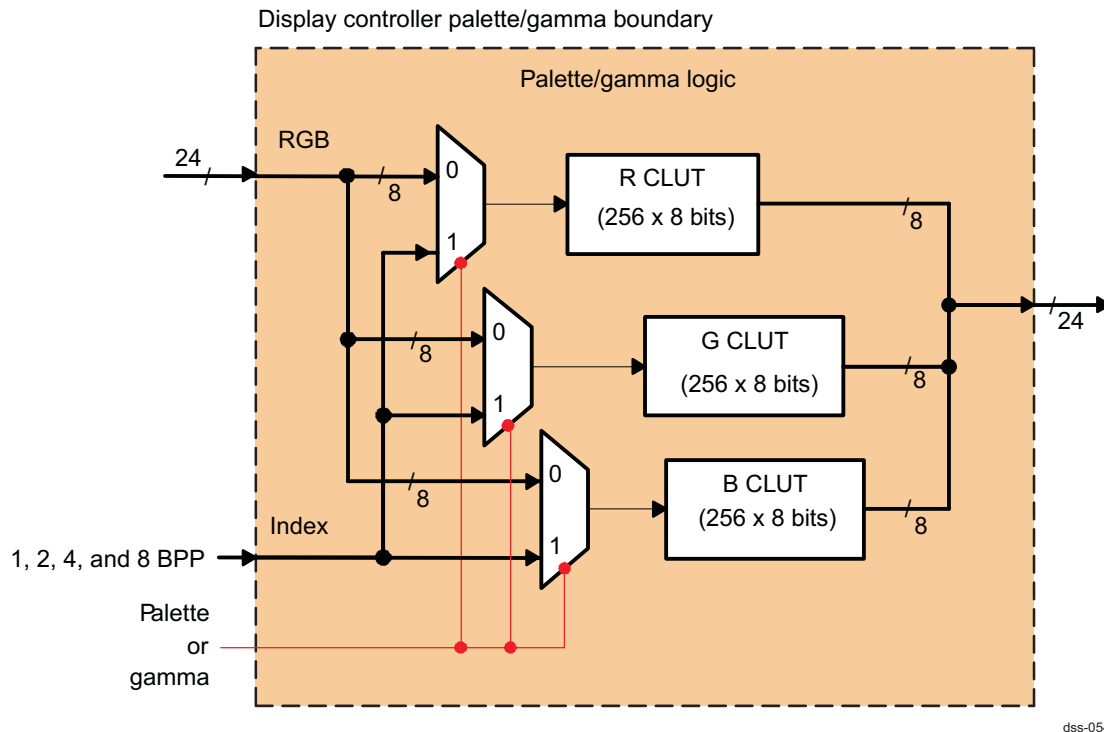 Display controller palette/gamma boundary
Palette/gamma logic
RGB
24
8
0
1
R CLUT
(256 x 8 bits)
8
24
8
0
1
G CLUT
(256 x 8 bits)
8
8
0
1
B CLUT
(256 x 8 bits)
8
Index
1, 2, 4, and 8 BPP
Palette
or
gamma